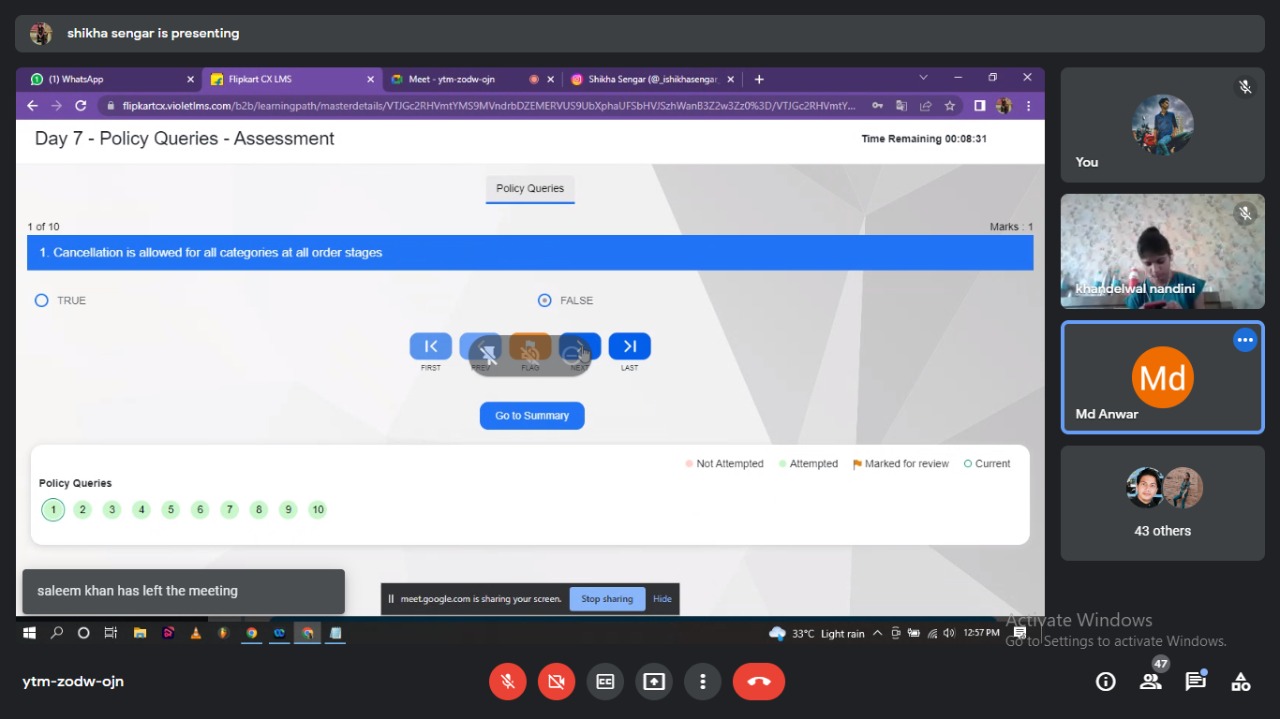 shikha sengar is presenting
(1) WhatsApp
Flipkart CX LMS
Meet - ytm-zodw-ojn
Shikha Sengar (@_ishikhasengar_
flipkartcx.violetlms.com/b2b/learningpath/masterdetails/
Day 7 - Policy Queries - Assessment
Time Remaining 00:08:31
Policy Queries
1 of 10
Marks : 1
1. Cancellation is allowed for all categories at all order stages
TRUE
FALSE
FIRST
PREV
FLAG
NEXT
LAST
Go to Summary
Not Attempted
Attempted
Marked for review
Current
Policy Queries
1 2 3 4 5 6 7 8 9 10
saleem khan has left the meeting
meet.google.com is sharing your screen.
Stop sharing
Hide
33°C Light rain
12:57 PM
You
khandelwal nandini
Md
Md Anwar
43 others
Activate Windows
Go to Settings to activate Windows.
ytm-zodw-ojn
CC
47